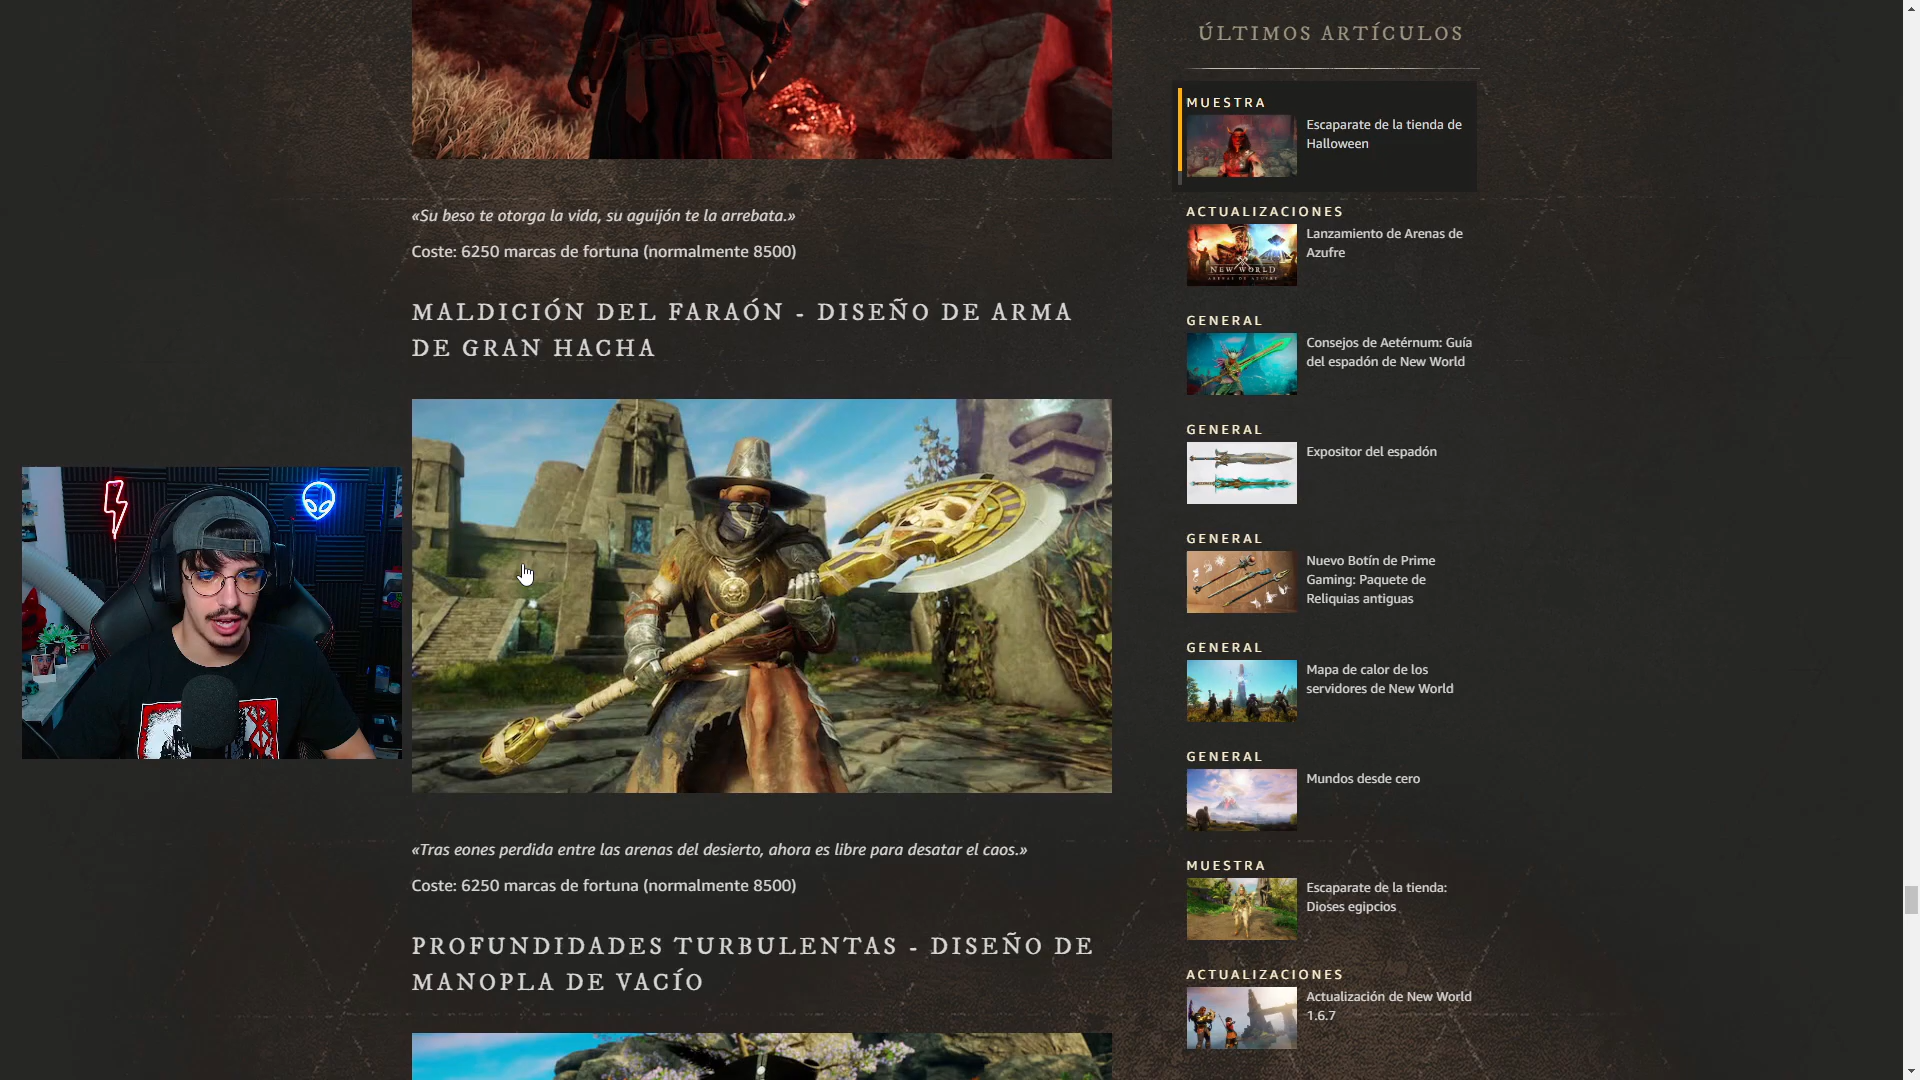 «Su beso te otorga la vida, su aguijón te la arrebata.»
Coste: 6250 marcas de fortuna (normalmente 8500)
MALDICIÓN DEL FARAÓN - DISEÑO DE ARMA
DE GRAN HACHA
«Tras eones perdida entre las arenas del desierto, ahora es libre para desatar el caos.»
Coste: 6250 marcas de fortuna (normalmente 8500)
PROFUNDIDADES TURBULENTAS - DISEÑO DE
MANOPLA DE VACÍO
ÚLTIMOS ARTÍCULOS
MUESTRA
Escaparate de la tienda de
Halloween
ACTUALIZACIONES
NEW WORLD
Lanzamiento de Arenas de
Azufre
GENERAL
Consejos de Aetérnum: Guía
del espadón de New World
GENERAL
Expositor del espadón
GENERAL
Nuevo Botín de Prime
Gaming: Paquete de
Reliquias antiguas
GENERAL
Mapa de calor de los
servidores de New World
GENERAL
Mundos desde cero
MUESTRA
Escaparate de la tienda:
Dioses egipcios
ACTUALIZACIONES
Actualización de New World
1.6.7